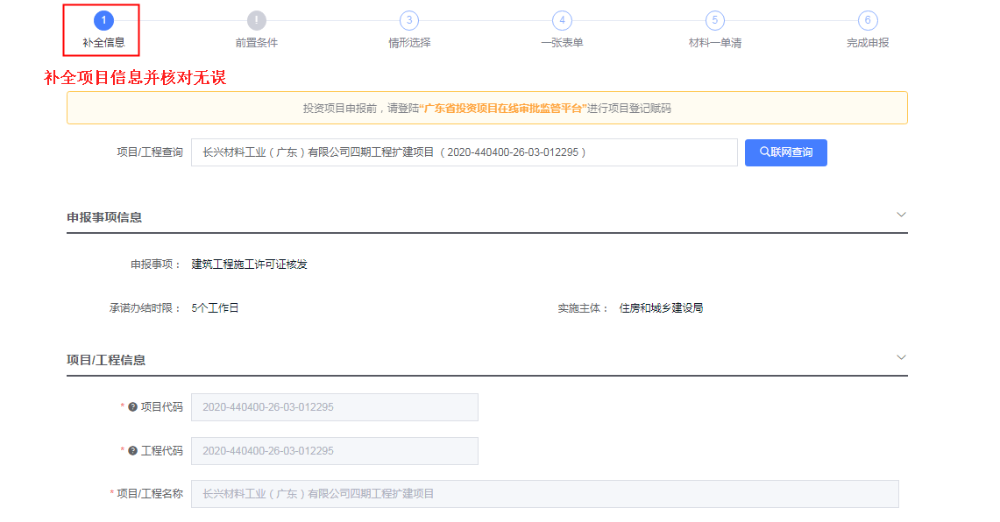 1 ! 3 4 5 6
补全信息 前置条件 情形选择 一张表单 材料一单清 完成申报
补全项目信息并核对无误
投资项目申报前，请登陆“广东省投资项目在线审批监管平台”进行项目登记赋码
项目/工程查询 长兴材料工业（广东）有限公司四期工程扩建项目（2020-440400-26-03-012295） 联网查询
申报事项信息
申报事项： 建筑工程施工许可证核发
承诺办结时限： 5个工作日 实施主体： 住房和城乡建设局
项目/工程信息
* ? 项目代码 2020-440400-26-03-012295
* ? 工程代码 2020-440400-26-03-012295
* 项目/工程名称 长兴材料工业（广东）有限公司四期工程扩建项目